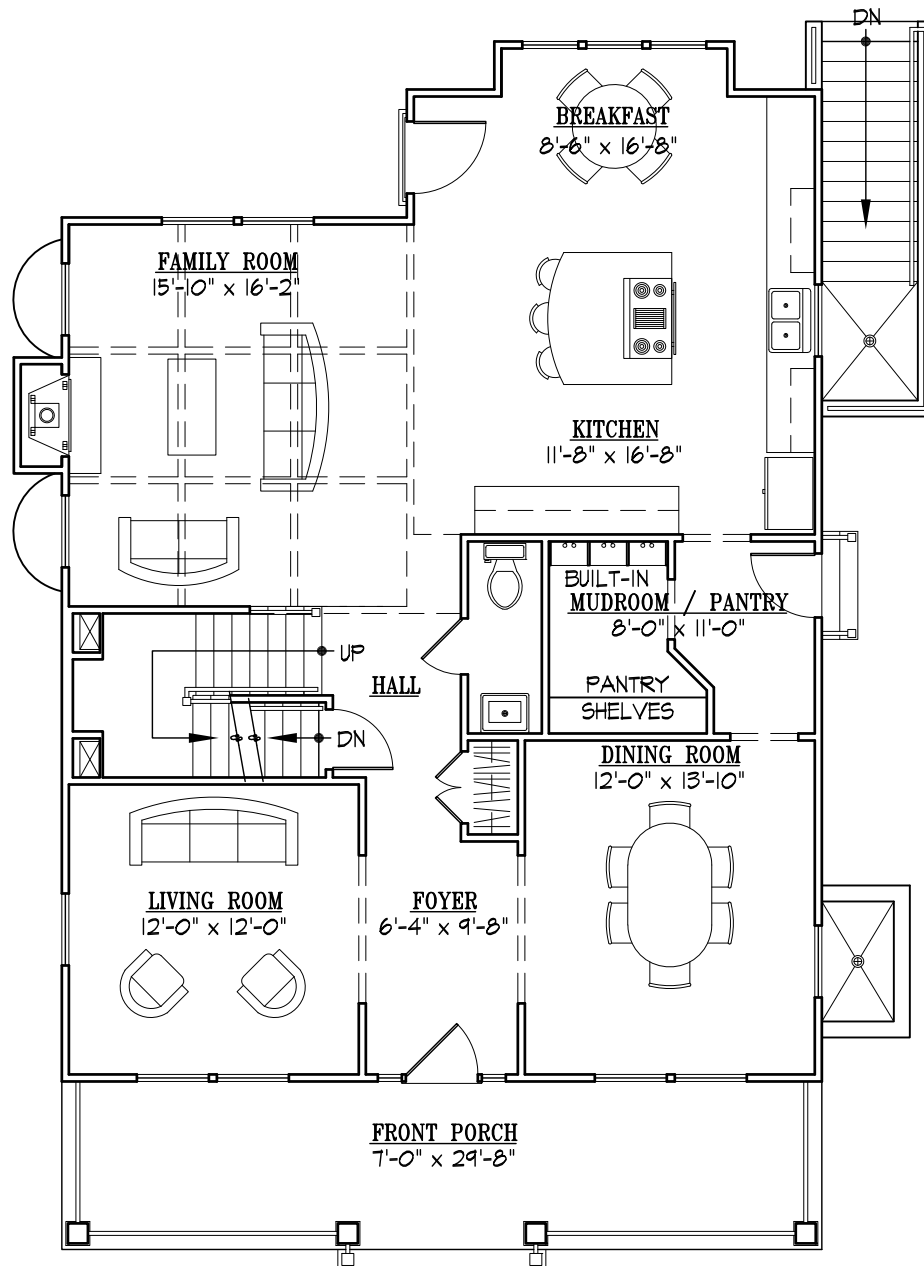 DN
BREAKFAST
8'-6" x 16'-8"
FAMILY ROOM
15'-10" x 16'-2"
KITCHEN
11'-8" x 16'-8"
BUILT-IN
MUDROOM / PANTRY
8'-0" x 11'-0"
UP
HALL
PANTRY
SHELVES
DN
DINING ROOM
12'-0" x 13'-10"
LIVING ROOM
12'-0" x 12'-0"
FOYER
6'-4" x 9'-8"
FRONT PORCH
7'-0" x 29'-8"